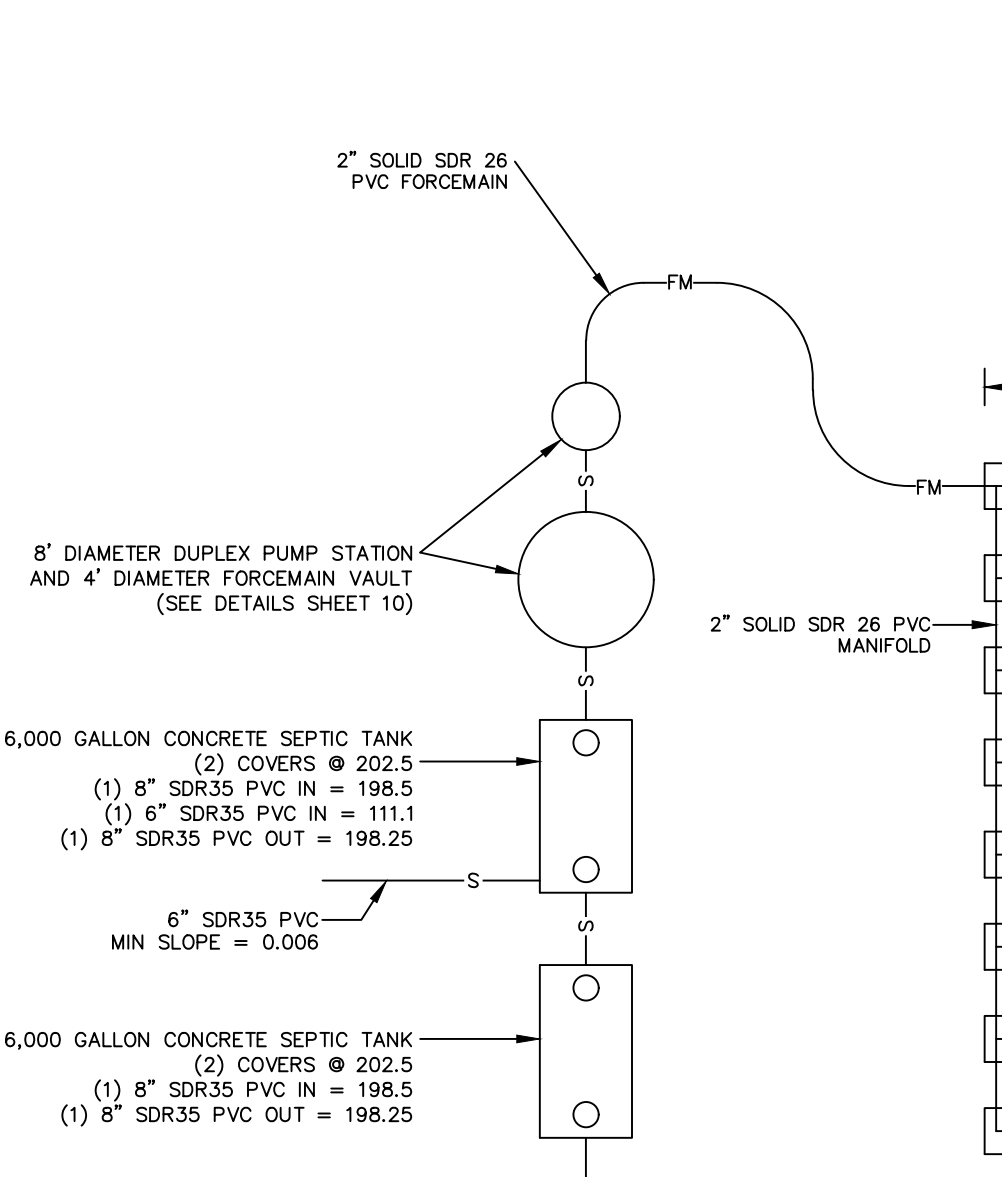 2" SOLID SDR 26
PVC FORCEMAIN
FM
S
FM
8' DIAMETER DUPLEX PUMP STATION
AND 4' DIAMETER FORCEMAIN VAULT
(SEE DETAILS SHEET 10)
2" SOLID SDR 26 PVC
MANIFOLD
S
6,000 GALLON CONCRETE SEPTIC TANK
(2) COVERS @ 202.5
(1) 8" SDR35 PVC IN = 198.5
(1) 6" SDR35 PVC IN = 111.1
(1) 8" SDR35 PVC OUT = 198.25
S
6" SDR35 PVC
MIN SLOPE = 0.006
S
6,000 GALLON CONCRETE SEPTIC TANK
(2) COVERS @ 202.5
(1) 8" SDR35 PVC IN = 198.5
(1) 8" SDR35 PVC OUT = 198.25